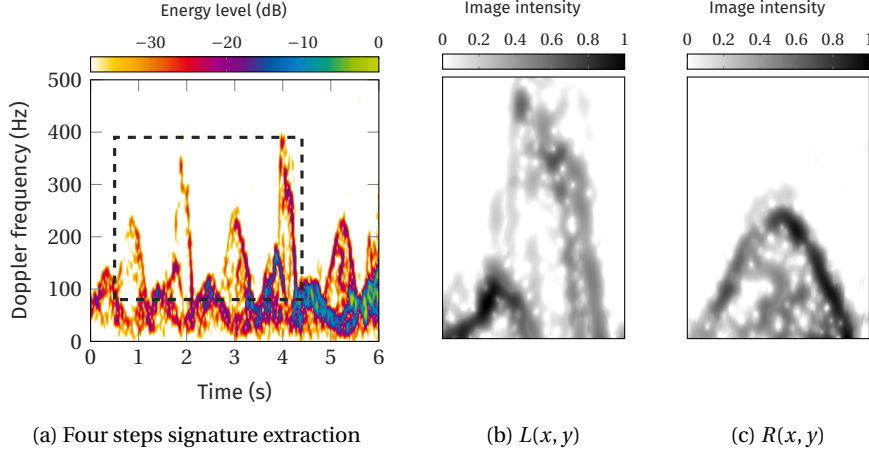 Energy level (dB)
−30 −20 −10 0
500
400
300
200
100
0
Doppler frequency (Hz)
0 1 2 3 4 5 6
Time (s)
(a) Four steps signature extraction
Image intensity
0 0.2 0.4 0.6 0.8 1
(b) L(x, y)
Image intensity
0 0.2 0.4 0.6 0.8 1
(c) R(x, y)